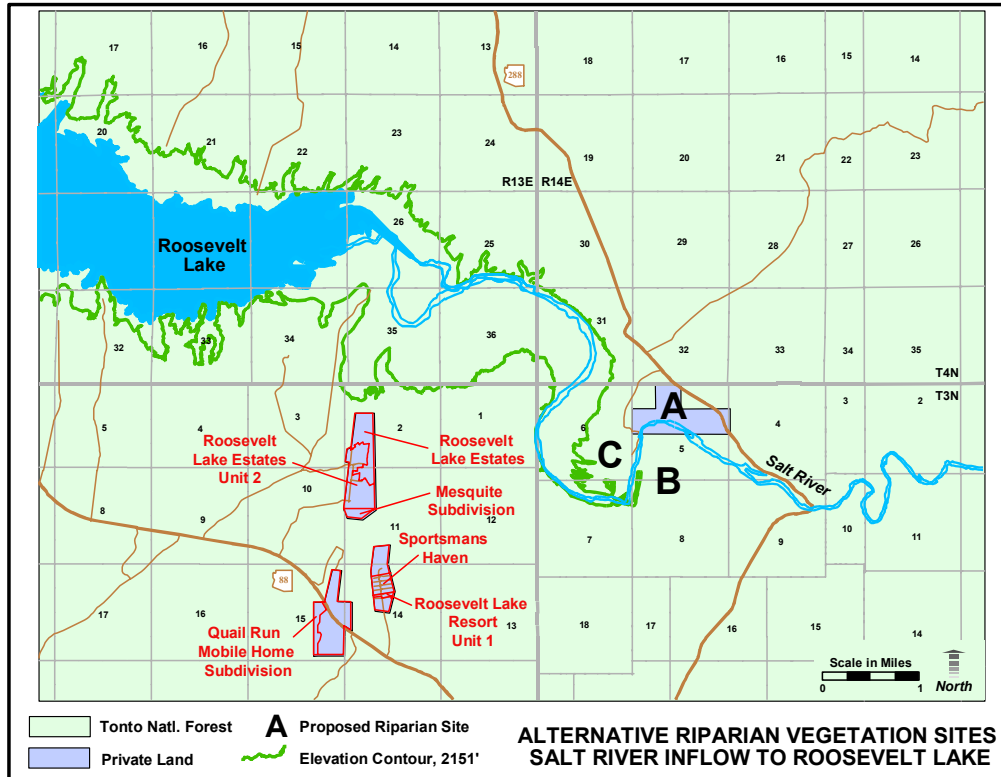 17 16 15 14 13 18 17 16 15 14
288
20 21 22 23 24 19 20 21 22 23
R13E R14E
26 25 30 29 28 27 26
Roosevelt
Lake
32 33 34 35 36 31 32 33 34 35
T4N
T3N
5 4 3 2 1 6 5 4 3 2
A
Roosevelt
Lake Estates
Unit 2
Roosevelt
Lake Estates
C
B
Salt River
Mesquite
Subdivision
8 9 10 11 12 7 8 9 10 11
Sportsmans
Haven
88
Roosevelt Lake
Resort
Unit 1
17 16 15 14 13 18 17 16 15 14
Quail Run
Mobile Home
Subdivision
Scale in Miles
0 1
North
Tonto Natl. Forest
A Proposed Riparian Site
Private Land
Elevation Contour, 2151'
ALTERNATIVE RIPARIAN VEGETATION SITES
SALT RIVER INFLOW TO ROOSEVELT LAKE